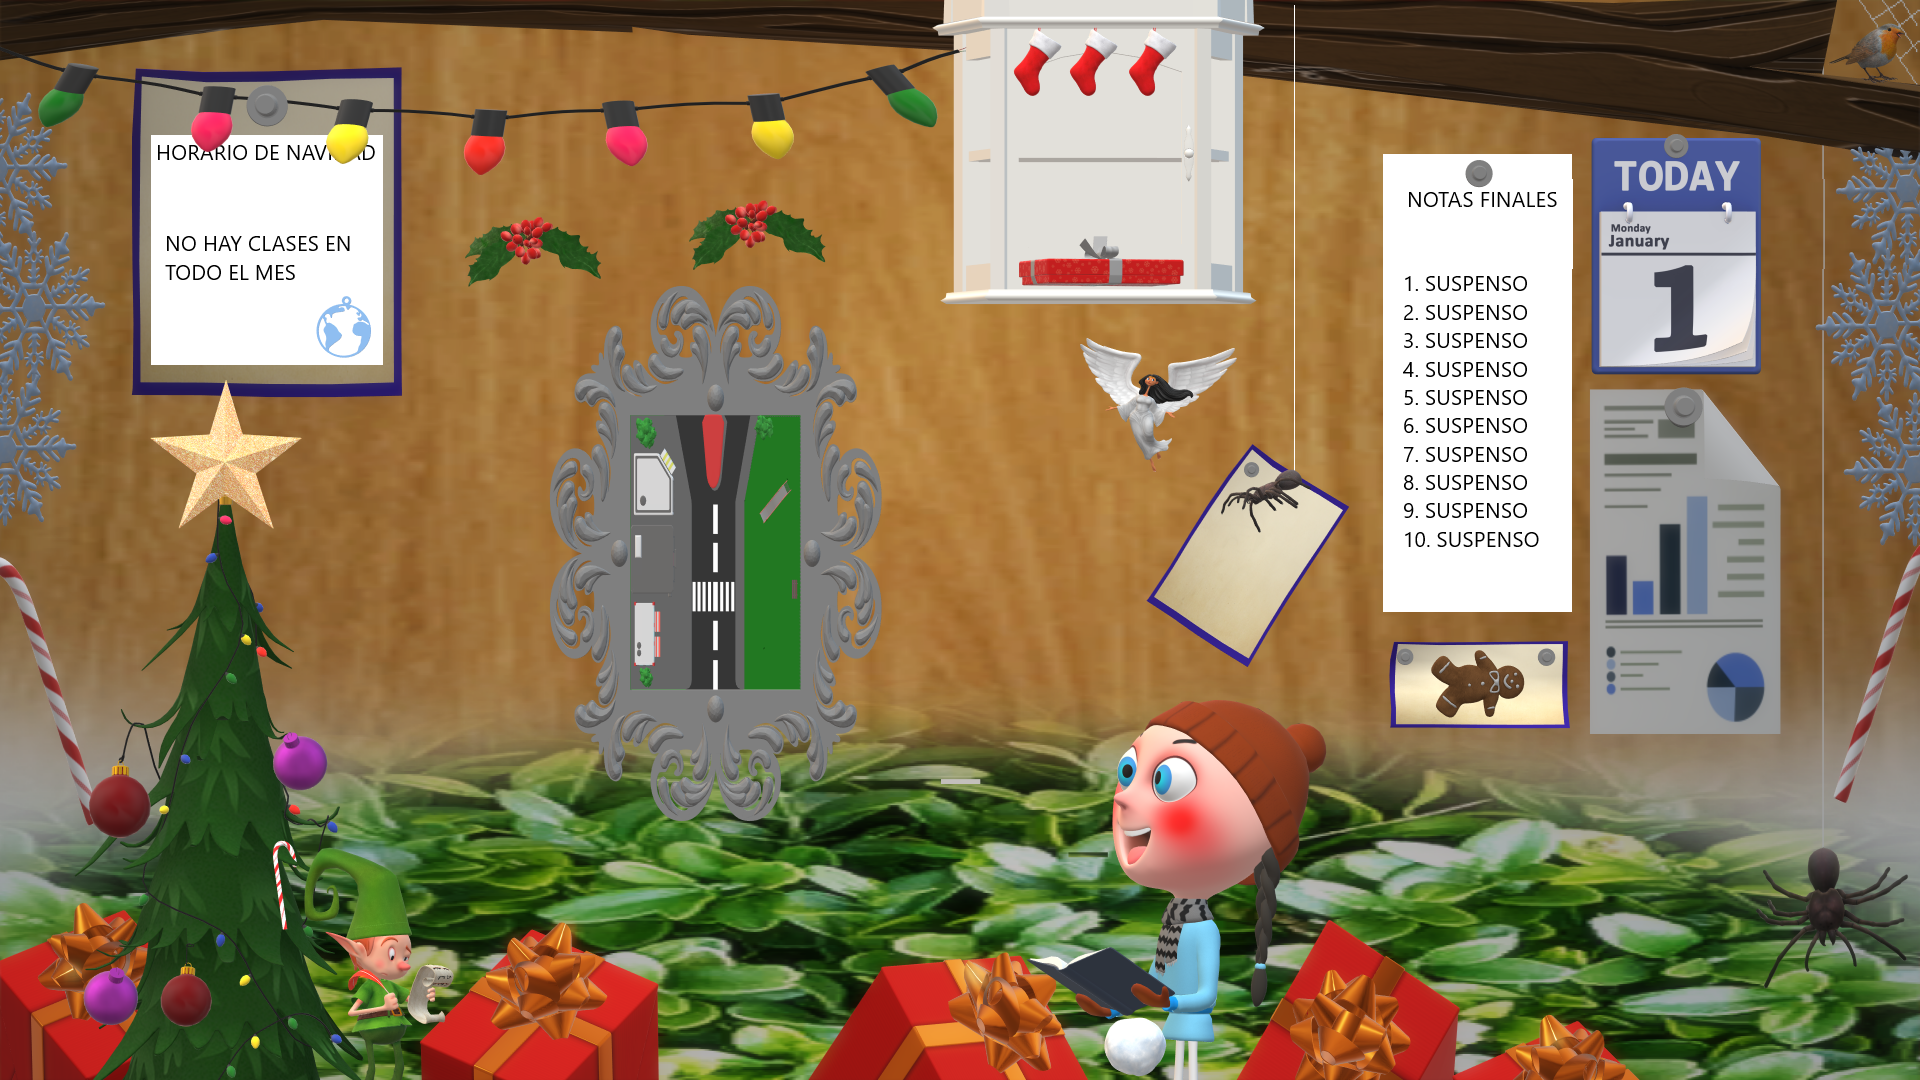 HORARIO DE NAVIDAD
NO HAY CLASES EN
TODO EL MES
NOTAS FINALES
1. SUSPENSO
2. SUSPENSO
3. SUSPENSO
4. SUSPENSO
5. SUSPENSO
6. SUSPENSO
7. SUSPENSO
8. SUSPENSO
9. SUSPENSO
10. SUSPENSO
TODAY
Monday
January
1